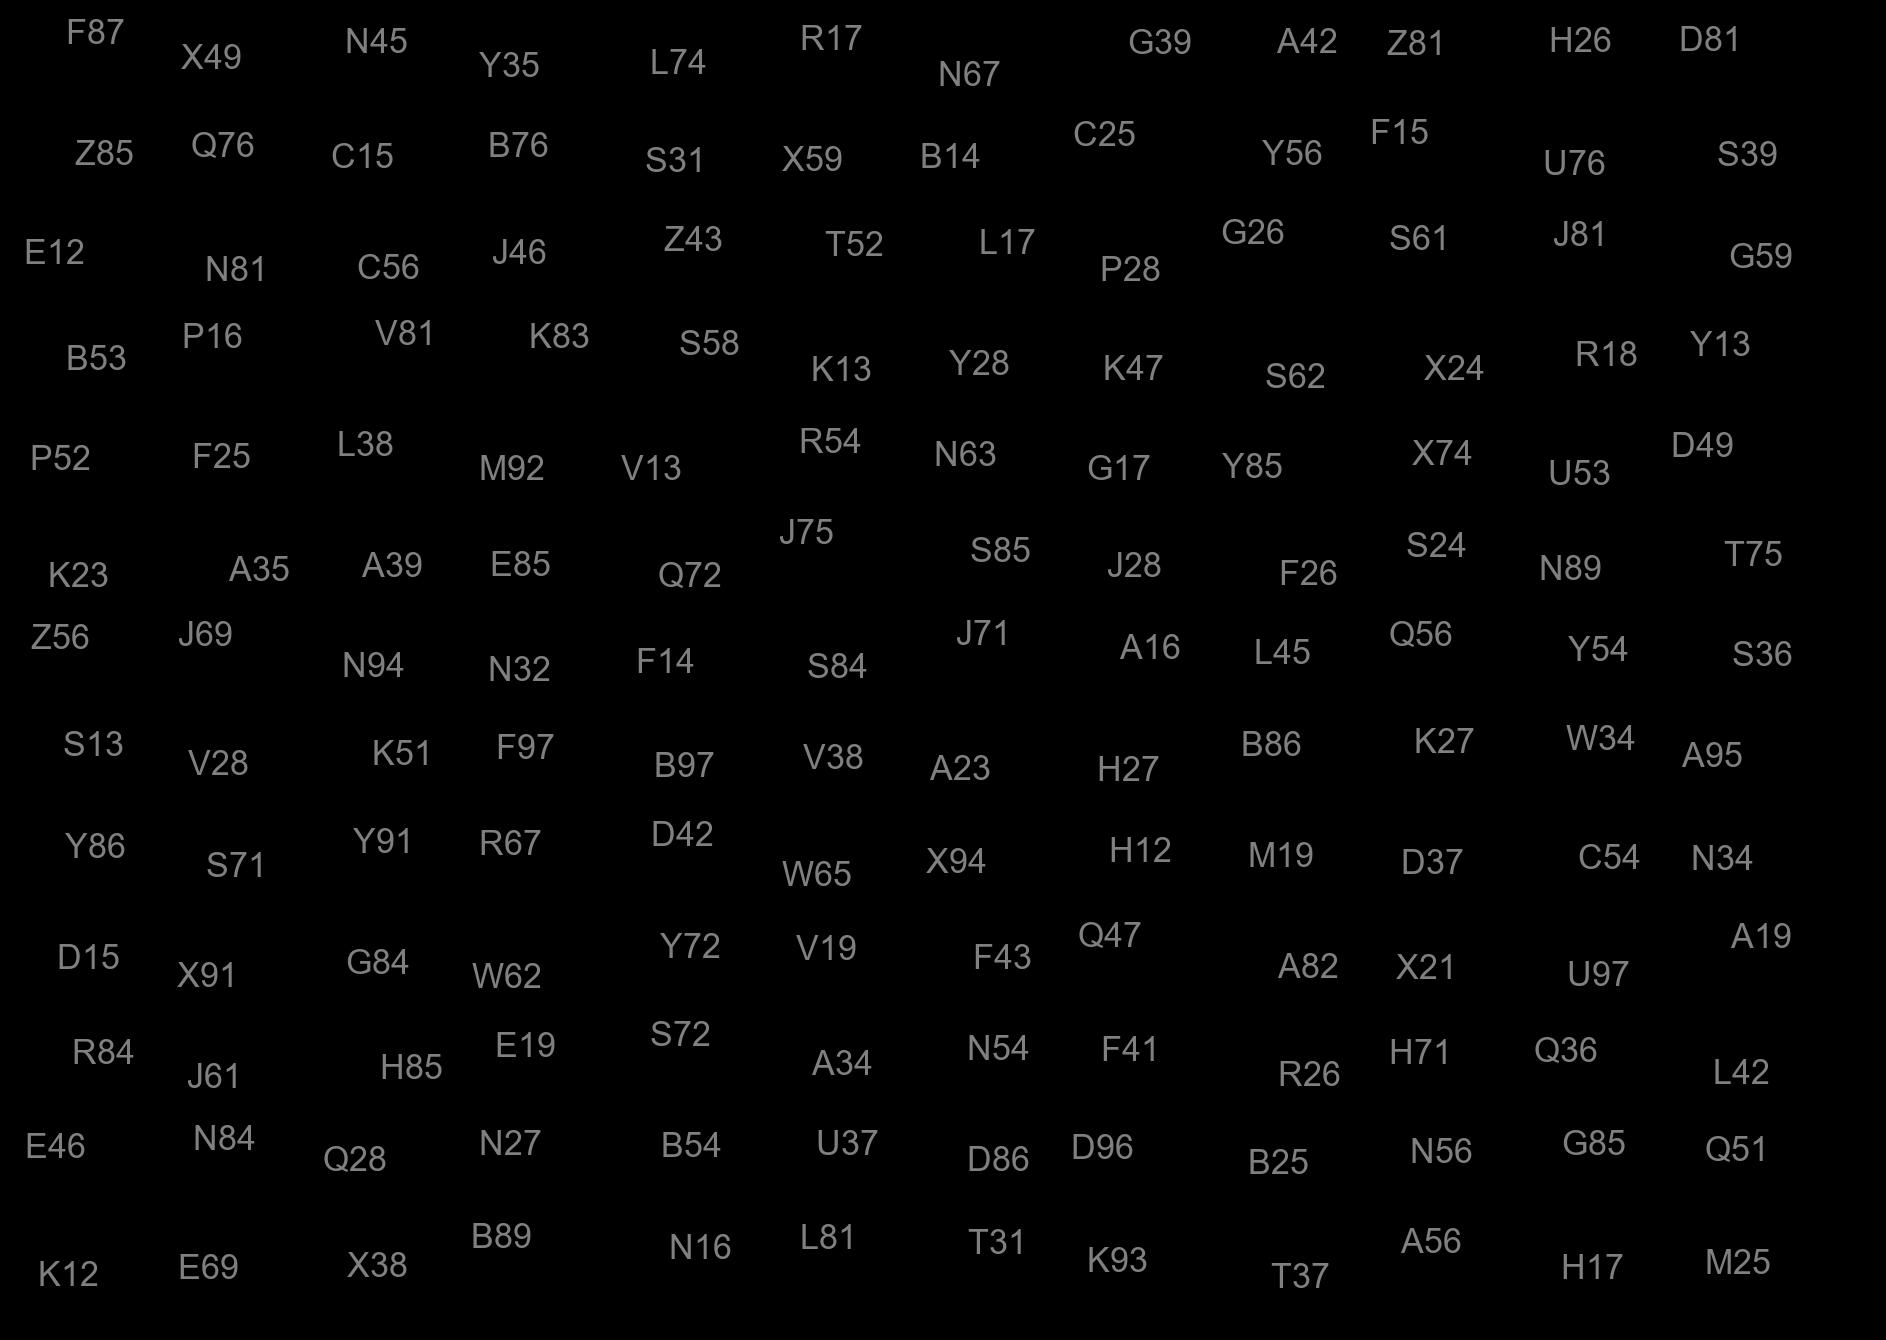 F87 X49 N45 Y35 L74 R17 N67 G39 A42 Z81 H26 D81
Z85 Q76 C15 B76 S31 X59 B14 C25 Y56 F15 U76 S39
E12 N81 C56 J46 Z43 T52 L17 P28 G26 S61 J81 G59
B53 P16 V81 K83 S58 K13 Y28 K47 S62 X24 R18 Y13
P52 F25 L38 M92 V13 R54 N63 G17 Y85 X74 U53 D49
K23 A35 A39 E85 Q72 J75 S85 J28 F26 S24 N89 T75
Z56 J69 N94 N32 F14 S84 J71 A16 L45 Q56 Y54 S36
S13 V28 K51 F97 B97 V38 A23 H27 B86 K27 W34 A95
Y86 S71 Y91 R67 D42 W65 X94 H12 M19 D37 C54 N34
D15 X91 G84 W62 Y72 V19 F43 Q47 A82 X21 U97 A19
R84 J61 H85 E19 S72 A34 N54 F41 R26 H71 Q36 L42
E46 N84 Q28 N27 B54 U37 D86 D96 B25 N56 G85 Q51
K12 E69 X38 B89 N16 L81 T31 K93 T37 A56 H17 M25